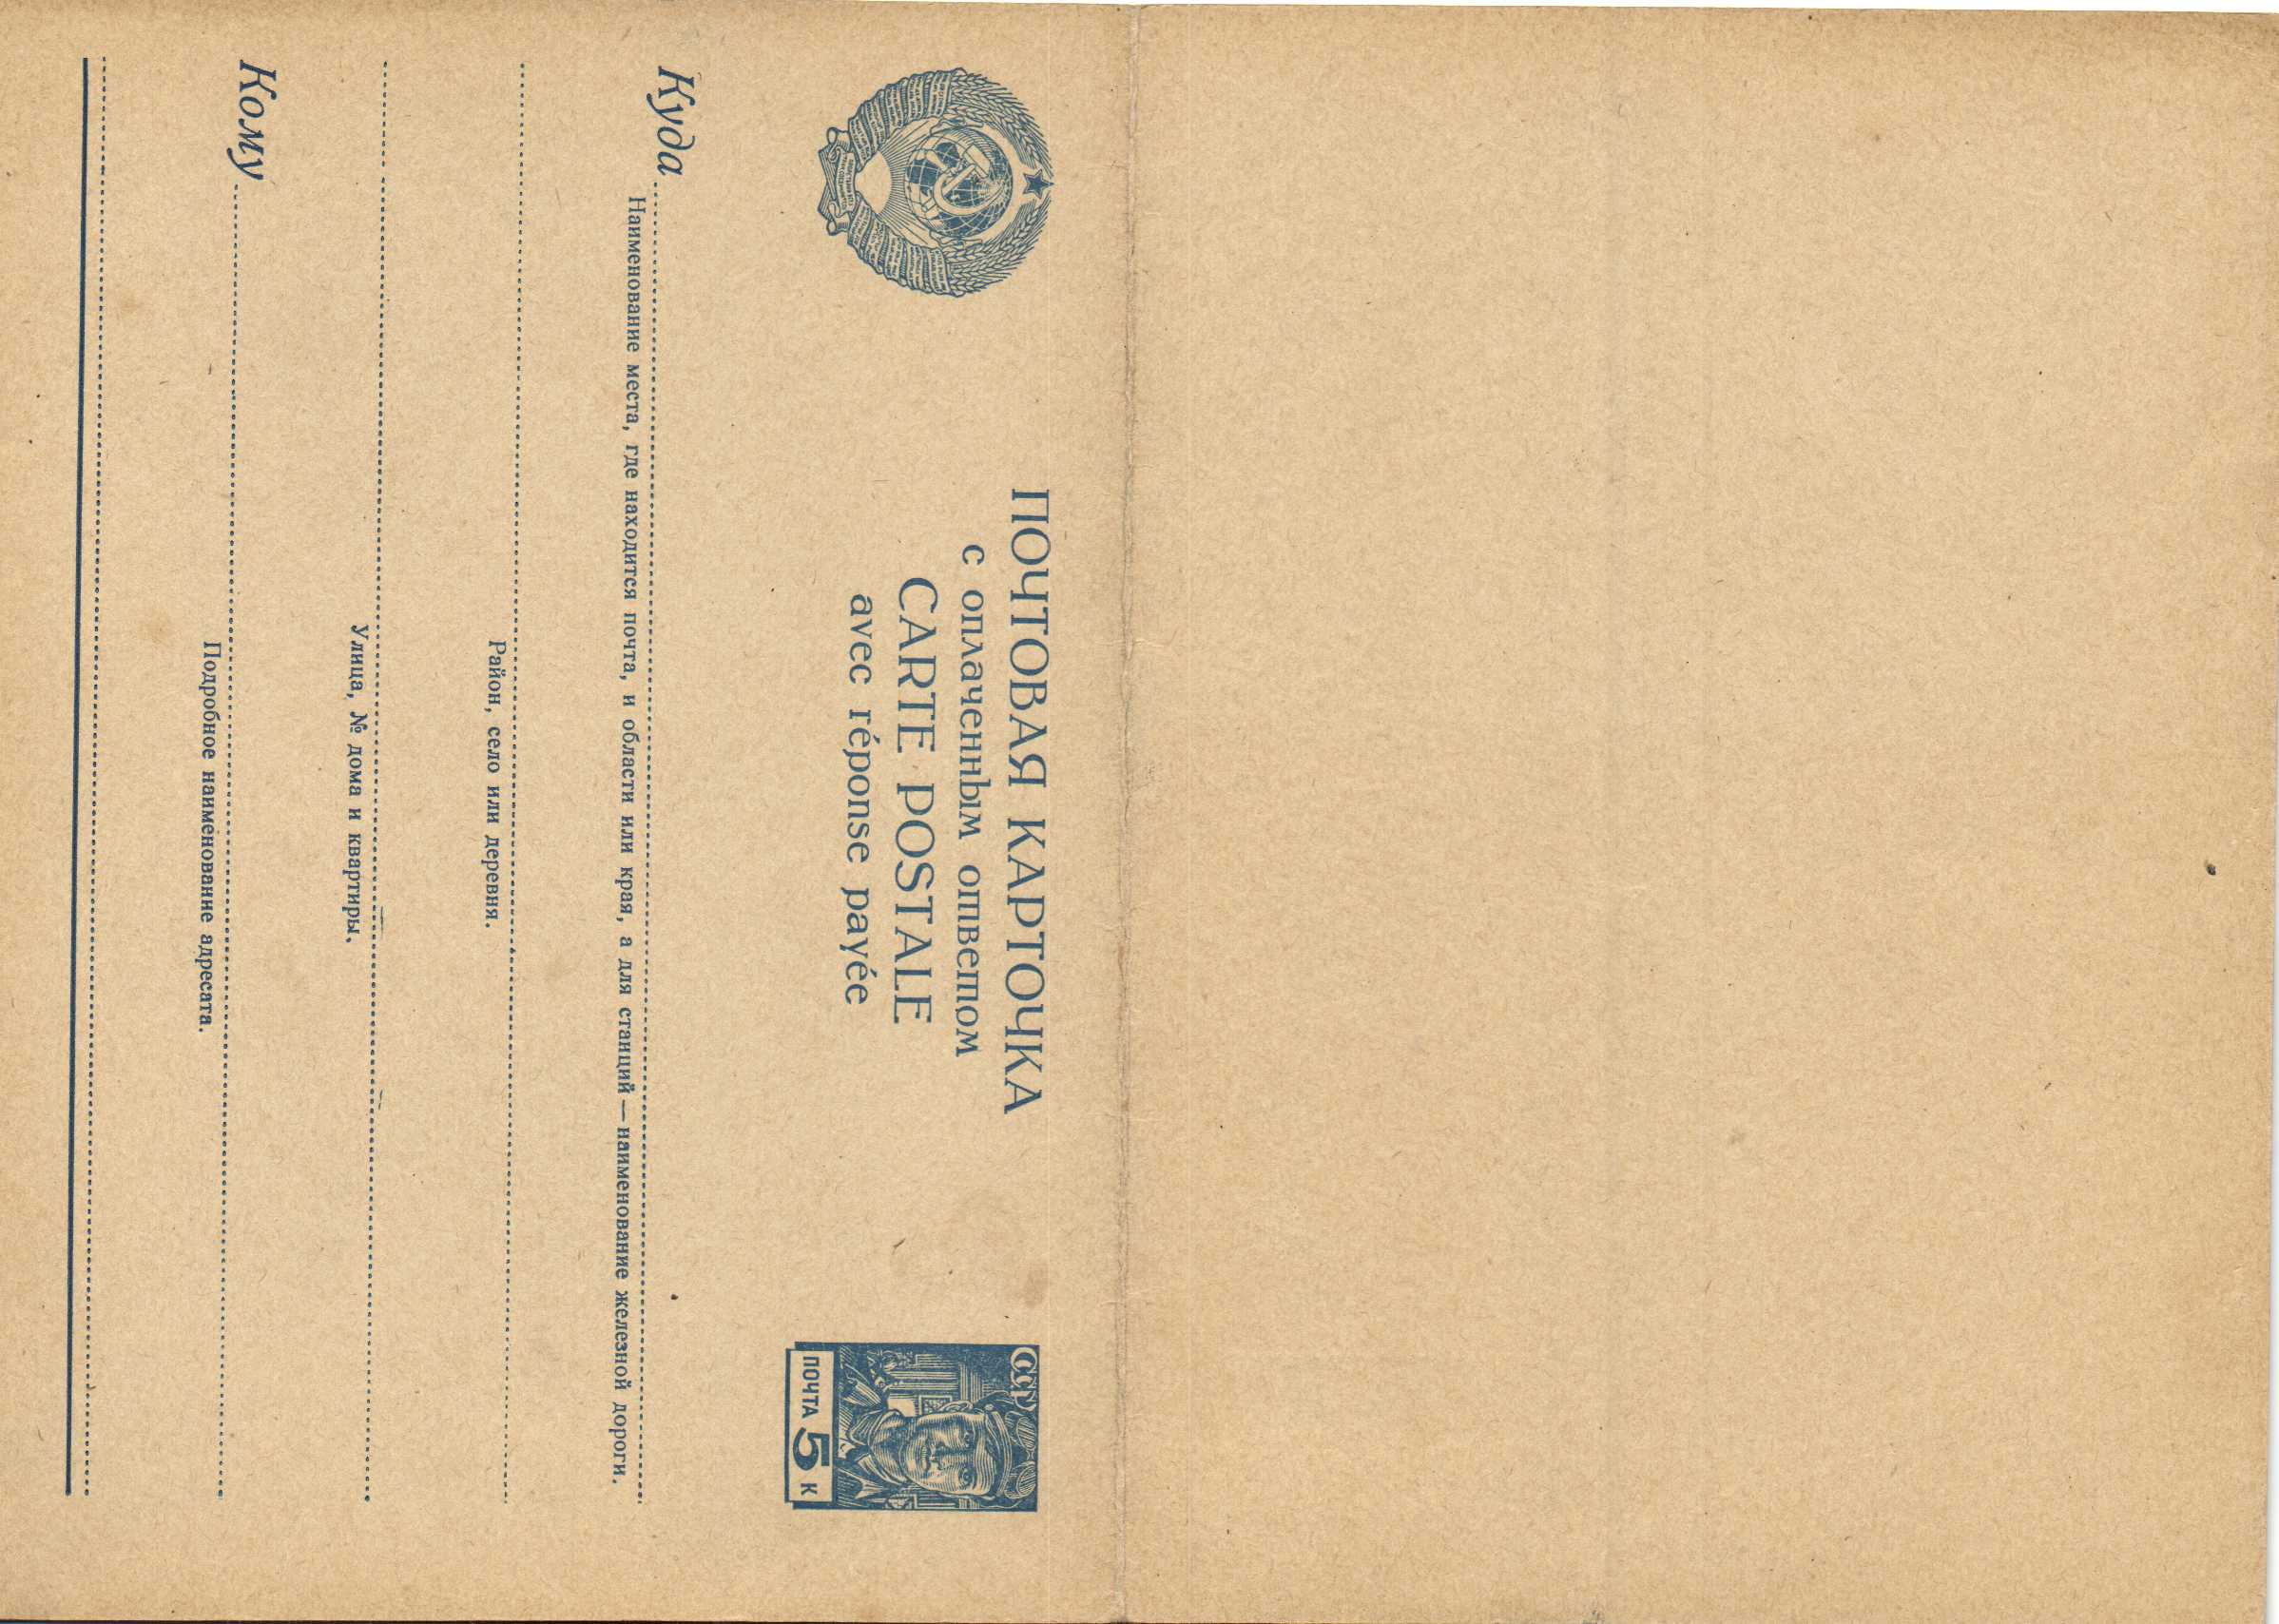 ПОЧТОВАЯ КАРТОЧКА
с оплаченным ответом
CARTE POSTALE
avec réponse payée
СССР
ПОЧТА 5 К
Куда
Наименование места, где находится почта, и области или края, а для станций — наименование железной дороги.
Район, село или деревня.
Улица, № дома и квартиры.
Кому
Подробное наименование адресата.